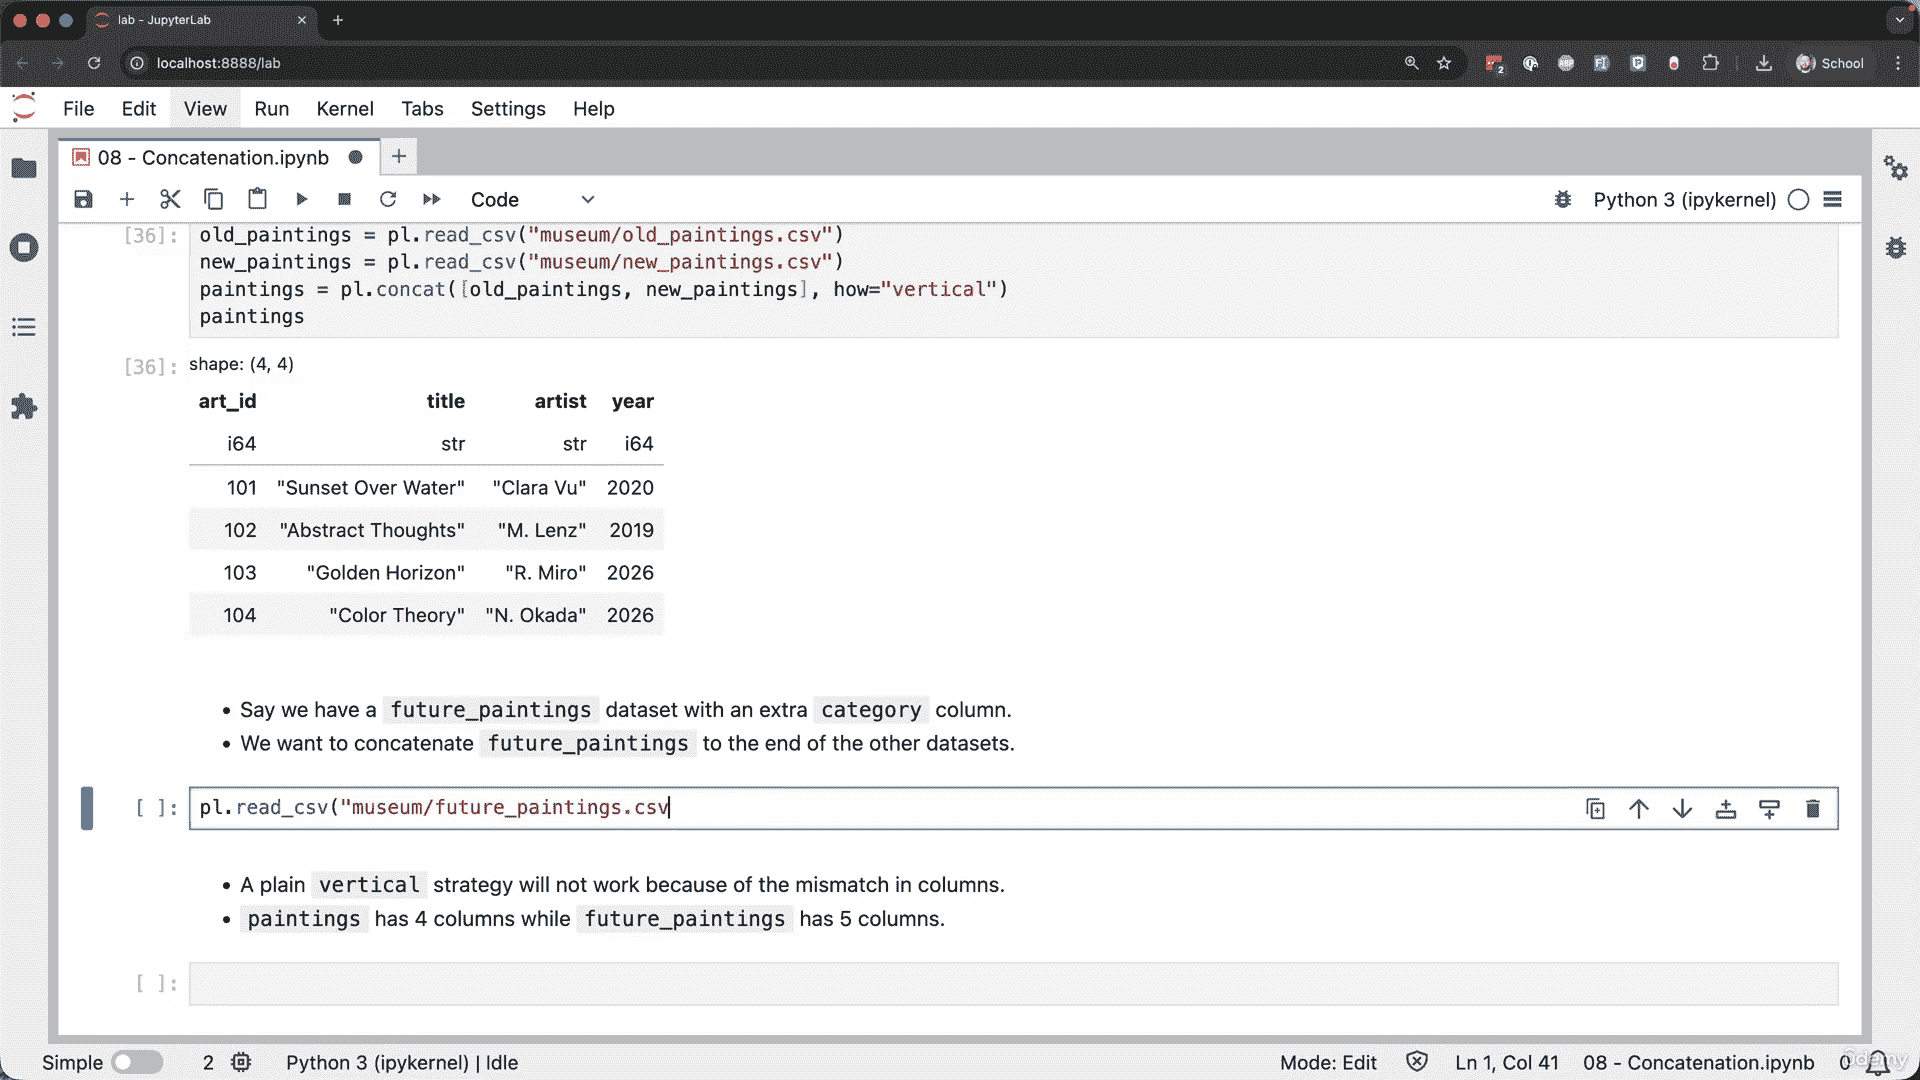 lab - JupyterLab
localhost:8888/lab
2
ABP
School
File Edit View Run Kernel Tabs Settings Help
08 - Concatenation.ipynb
Code
Python 3 (ipykernel)
[36]: old_paintings = pl.read_csv("museum/old_paintings.csv")
new_paintings = pl.read_csv("museum/new_paintings.csv")
paintings = pl.concat([old_paintings, new_paintings], how="vertical")
paintings
[36]: shape: (4, 4)
art_id title artist year
i64 str str i64
101 "Sunset Over Water" "Clara Vu" 2020
102 "Abstract Thoughts" "M. Lenz" 2019
103 "Golden Horizon" "R. Miro" 2026
104 "Color Theory" "N. Okada" 2026
• Say we have a future_paintings dataset with an extra category column.
• We want to concatenate future_paintings to the end of the other datasets.
[ ]: pl.read_csv("museum/future_paintings.csv
• A plain vertical strategy will not work because of the mismatch in columns.
• paintings has 4 columns while future_paintings has 5 columns.
[ ]:
Simple 2 Python 3 (ipykernel) | Idle Mode: Edit Ln 1, Col 41 08 - Concatenation.ipynb 0
Udemy